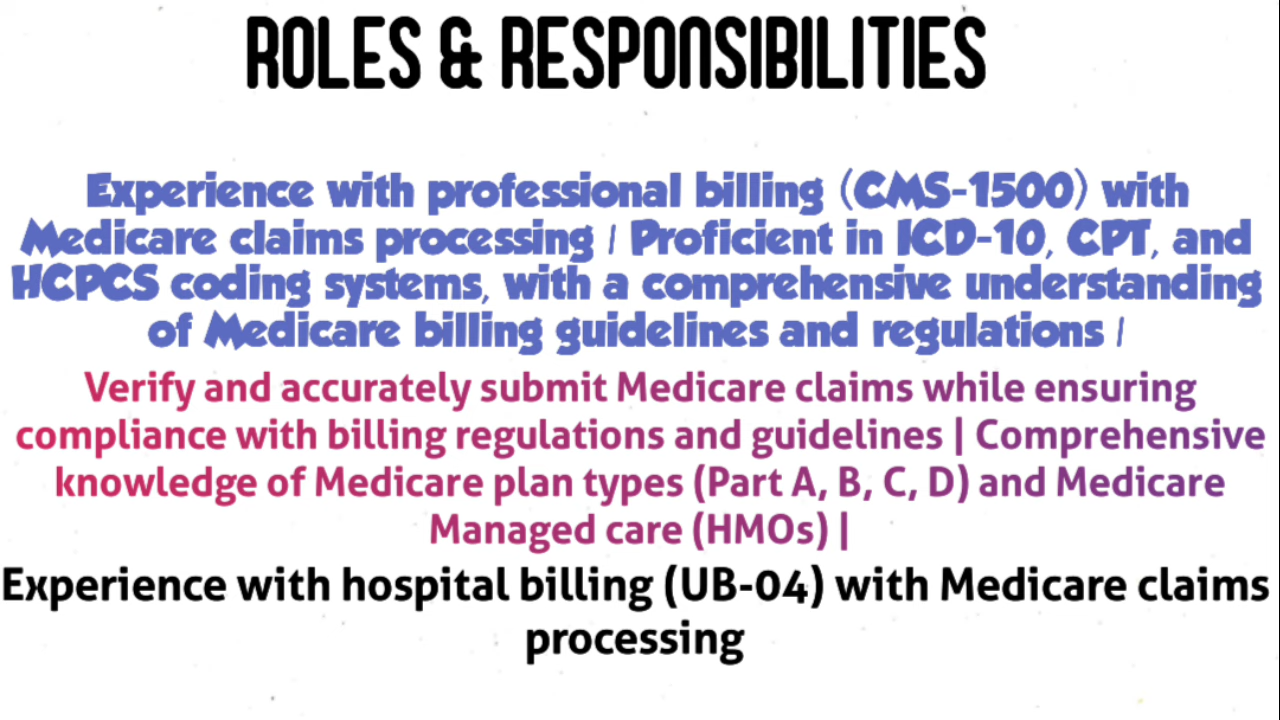 ROLES & RESPONSIBILITIES
Experience with professional billing (CMS-1500) with
Medicare claims processing | Proficient in ICD-10, CPT, and
HCPCS coding systems, with a comprehensive understanding
of Medicare billing guidelines and regulations |
Verify and accurately submit Medicare claims while ensuring
compliance with billing regulations and guidelines | Comprehensive
knowledge of Medicare plan types (Part A, B, C, D) and Medicare
Managed care (HMOs) |
Experience with hospital billing (UB-04) with Medicare claims
processing